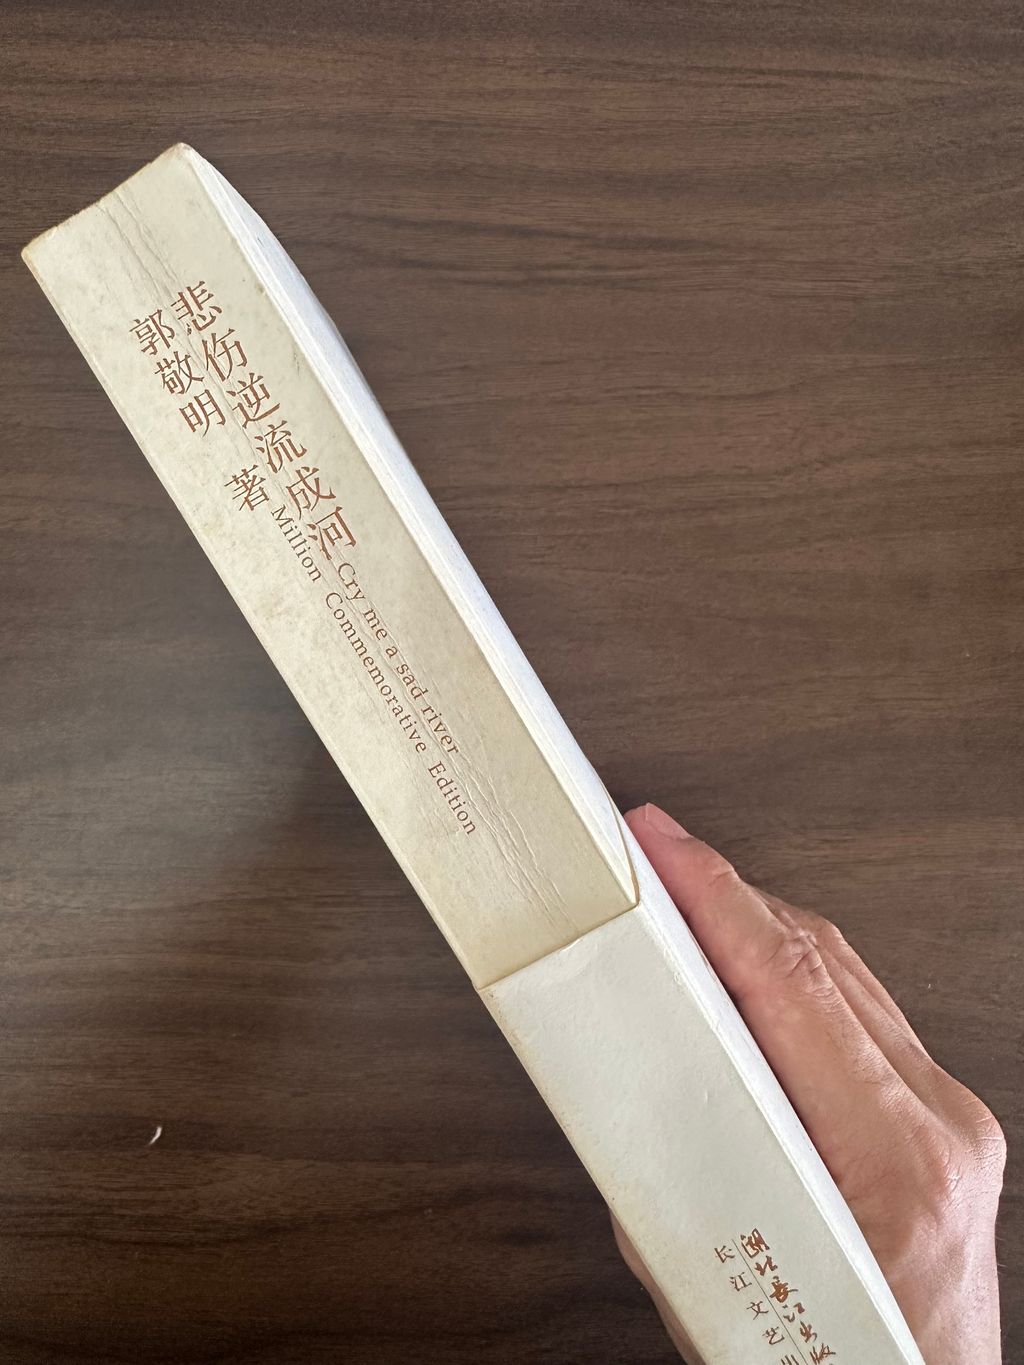 悲伤逆流成河
Cry me a sad river
郭敬明 著
Million Commemorative Edition
湖北长江出版
长江文艺出